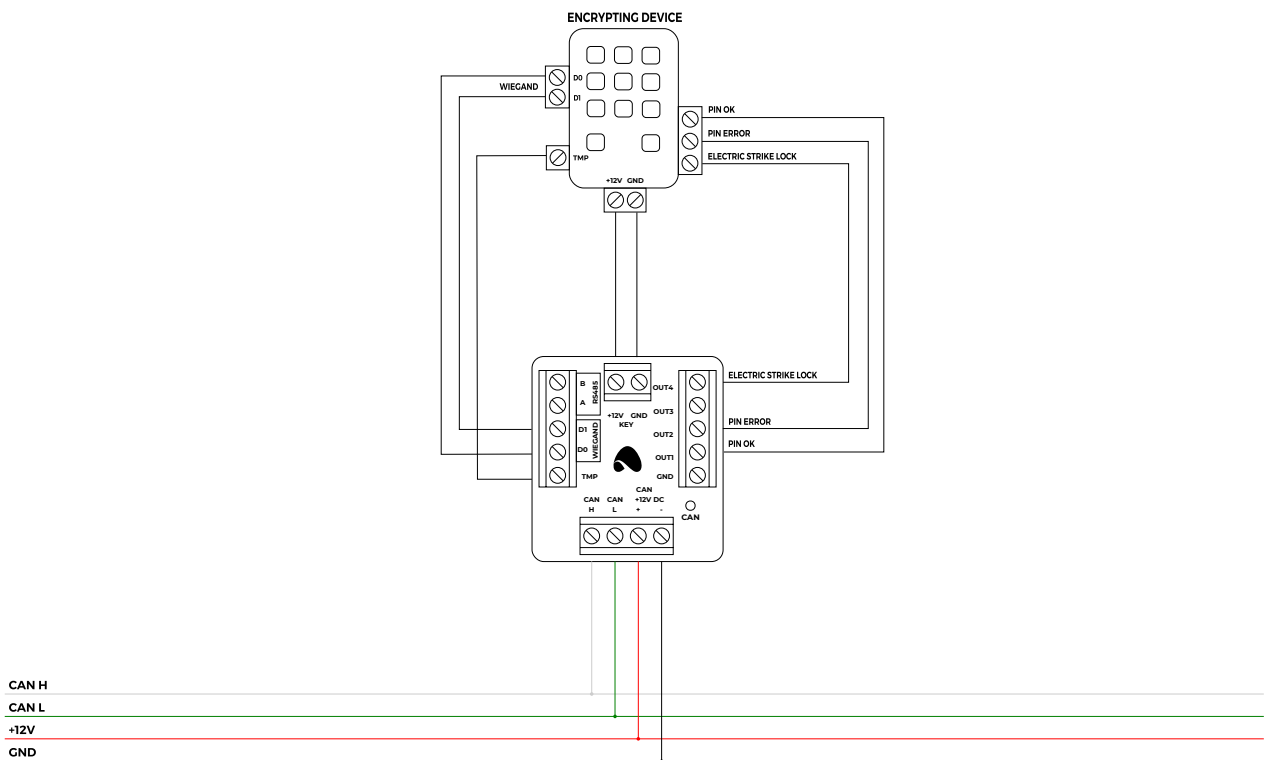 ENCRYPTING DEVICE
D0
WIEGAND
D1
PIN OK
PIN ERROR
TMP
ELECTRIC STRIKE LOCK
+12V GND
ELECTRIC STRIKE LOCK
B
A
RS485
OUT4
+12V GND
KEY
OUT3
PIN ERROR
D1
D0
WIEGAND
OUT2
PIN OK
OUT1
TMP
GND
CAN
CAN CAN +12V DC
H L + -
CAN
CAN H
CAN L
+12V
GND